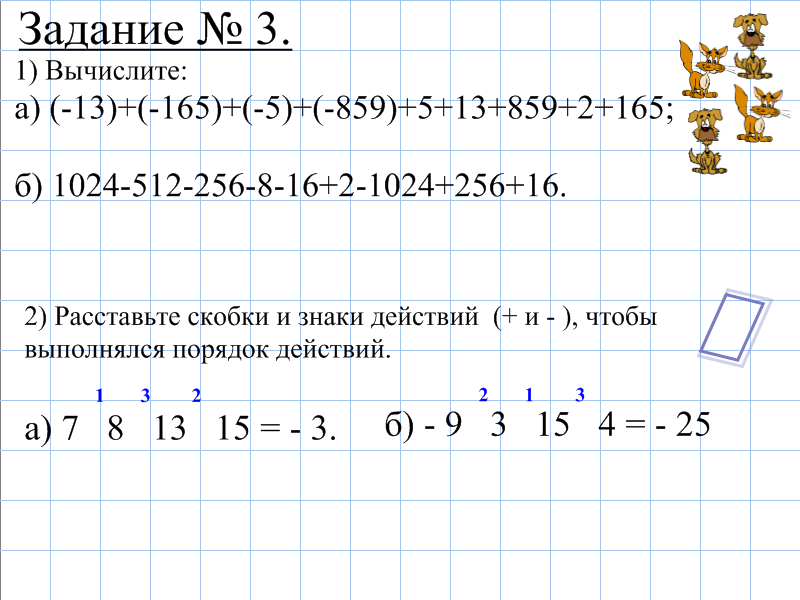 Задание № 3.
1) Вычислите:
а) (-13)+(-165)+(-5)+(-859)+5+13+859+2+165;
б) 1024-512-256-8-16+2-1024+256+16.
2) Расставьте скобки и знаки действий (+ и - ), чтобы
выполнялся порядок действий.
1 3 2
а) 7 8 13 15 = - 3.
2 1 3
б) - 9 3 15 4 = - 25